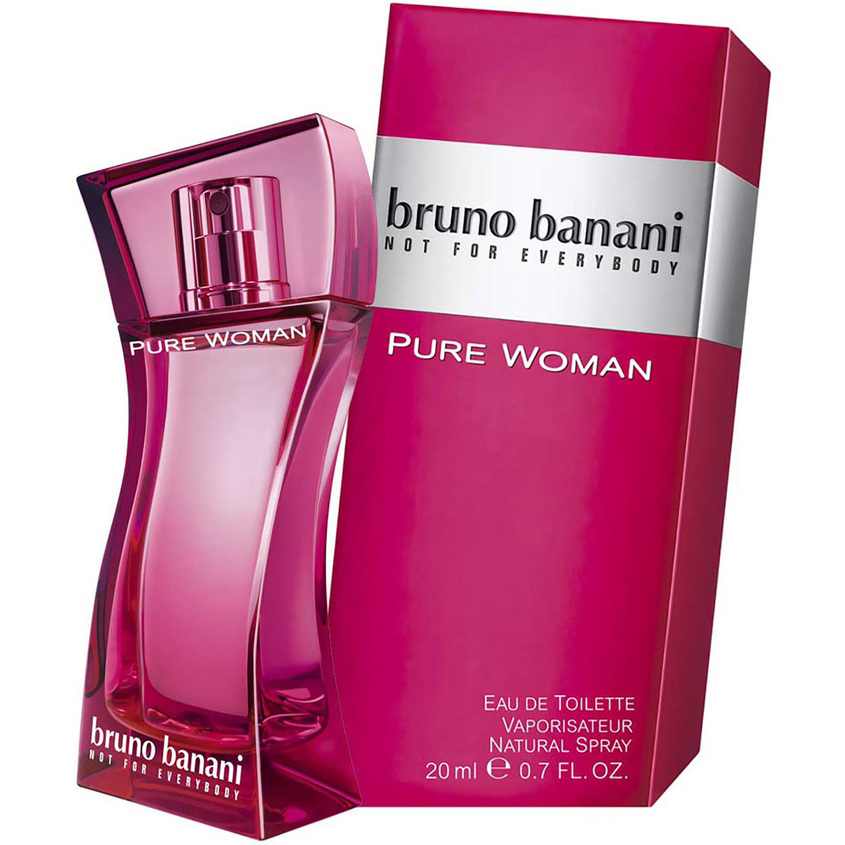 PURE WOMAN
bruno banani
NOT FOR EVERYBODY
bruno banani
NOT FOR EVERYBODY
PURE WOMAN
EAU DE TOILETTE
VAPORISATEUR
NATURAL SPRAY
20 ml ℮ 0.7 FL. OZ.